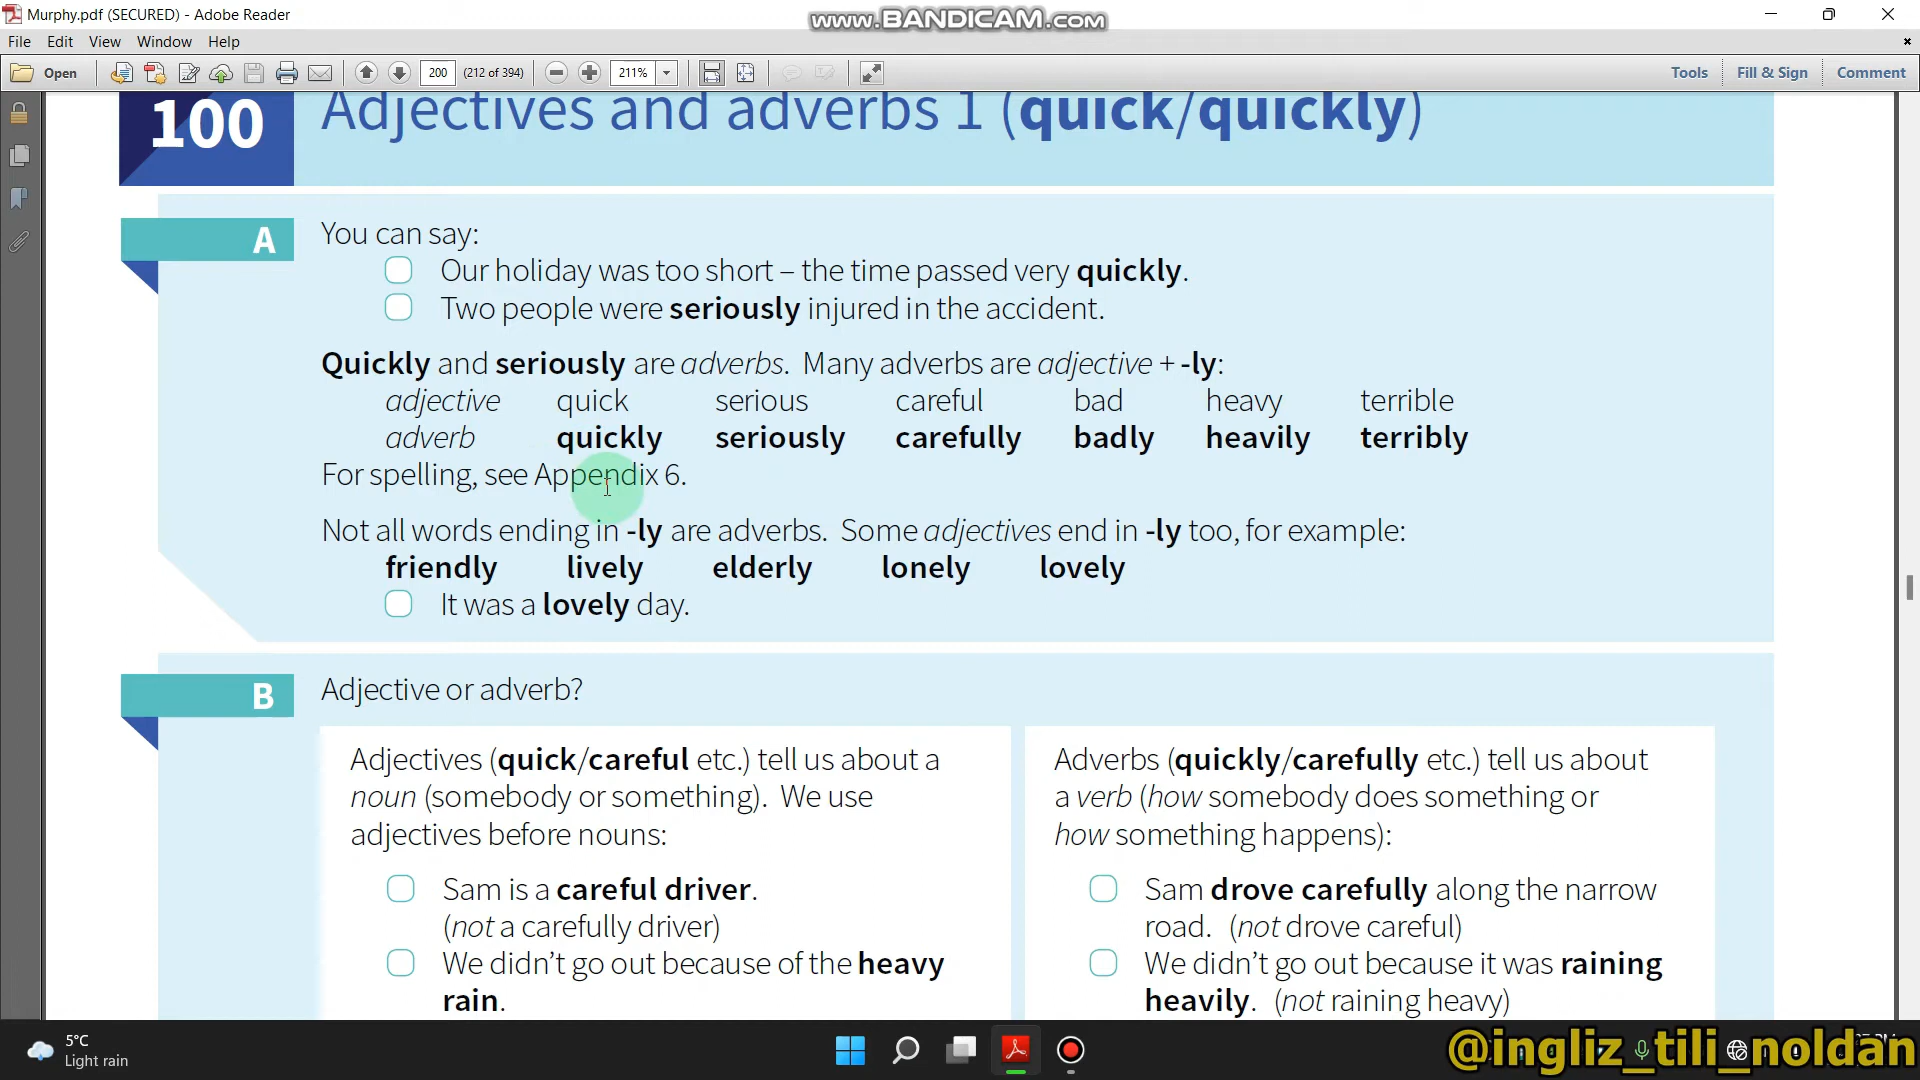 Murphy.pdf (SECURED) - Adobe Reader
www.BANDICAM.com
File Edit View Window Help
Open 200 (212 of 394) 211% Tools Fill & Sign Comment
100 Adjectives and adverbs 1 (quick/quickly)
A You can say:
Our holiday was too short – the time passed very quickly.
Two people were seriously injured in the accident.
Quickly and seriously are adverbs. Many adverbs are adjective + -ly:
adjective quick serious careful bad heavy terrible
adverb quickly seriously carefully badly heavily terribly
For spelling, see Appendix 6.
Not all words ending in -ly are adverbs. Some adjectives end in -ly too, for example:
friendly lively elderly lonely lovely
It was a lovely day.
B Adjective or adverb?
Adjectives (quick/careful etc.) tell us about a
noun (somebody or something). We use
adjectives before nouns:
Sam is a careful driver.
(not a carefully driver)
We didn't go out because of the heavy
rain.
Adverbs (quickly/carefully etc.) tell us about
a verb (how somebody does something or
how something happens):
Sam drove carefully along the narrow
road. (not drove careful)
We didn't go out because it was raining
heavily. (not raining heavy)
5°C
Light rain
@ingliz_tili_noldan